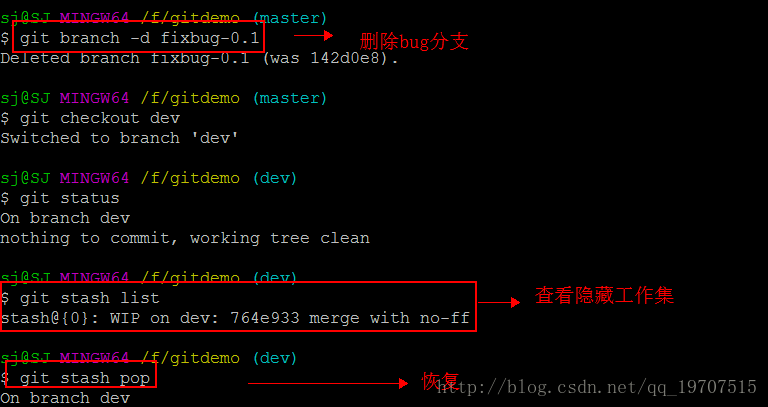 sj@SJ MINGW64 /f/gitdemo (master)
$ git branch -d fixbug-0.1 删除bug分支
Deleted branch fixbug-0.1 (was 142d0e8).
sj@SJ MINGW64 /f/gitdemo (master)
$ git checkout dev
Switched to branch 'dev'
sj@SJ MINGW64 /f/gitdemo (dev)
$ git status
On branch dev
nothing to commit, working tree clean
sj@SJ MINGW64 /f/gitdemo (dev)
$ git stash list 查看隐藏工作集
stash@{0}: WIP on dev: 764e933 merge with no-ff
sj@SJ MINGW64 /f/gitdemo (dev)
$ git stash pop 恢复
http://blog.csdn.net/qq_19707515
On branch dev